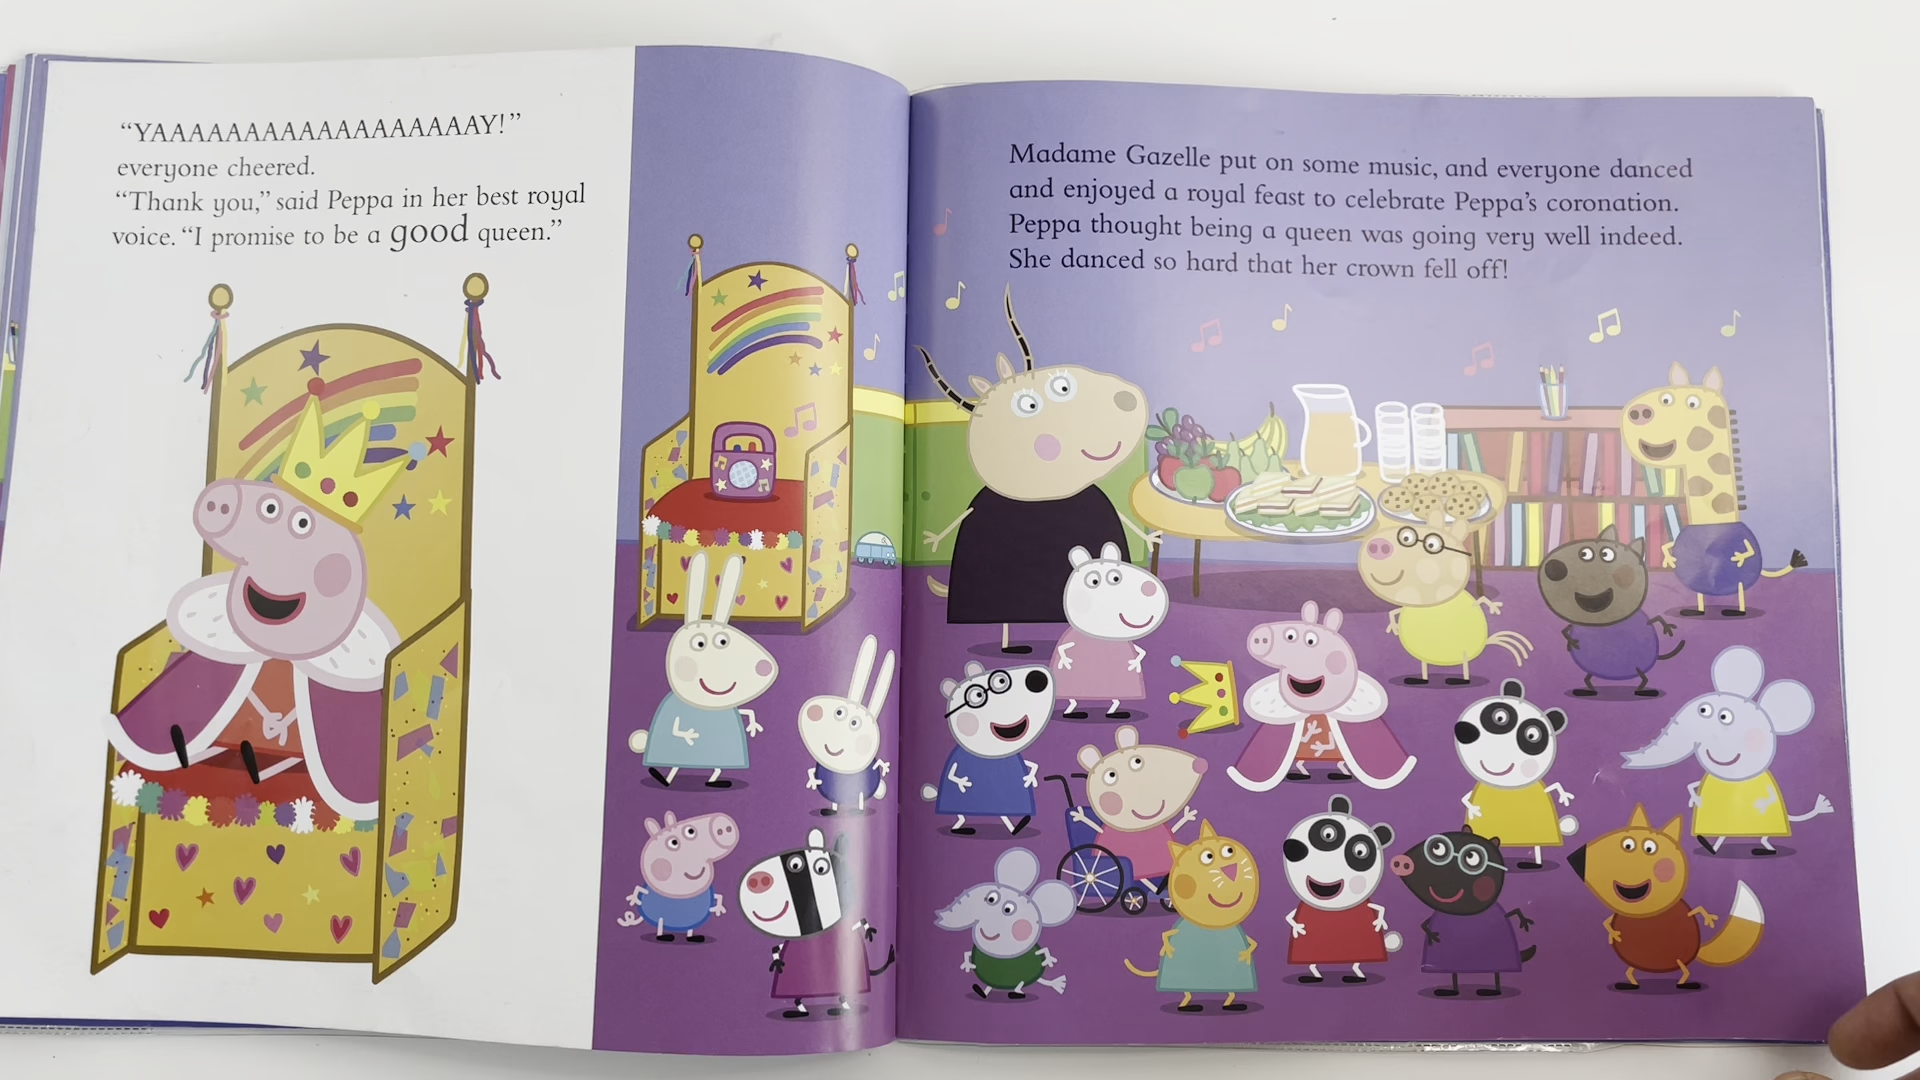 “YAAAAAAAAAAAAAAAAAAY!”
everyone cheered.
“Thank you,” said Peppa in her best royal
voice. “I promise to be a good queen.”
Madame Gazelle put on some music, and everyone danced
and enjoyed a royal feast to celebrate Peppa’s coronation.
Peppa thought being a queen was going very well indeed.
She danced so hard that her crown fell off!